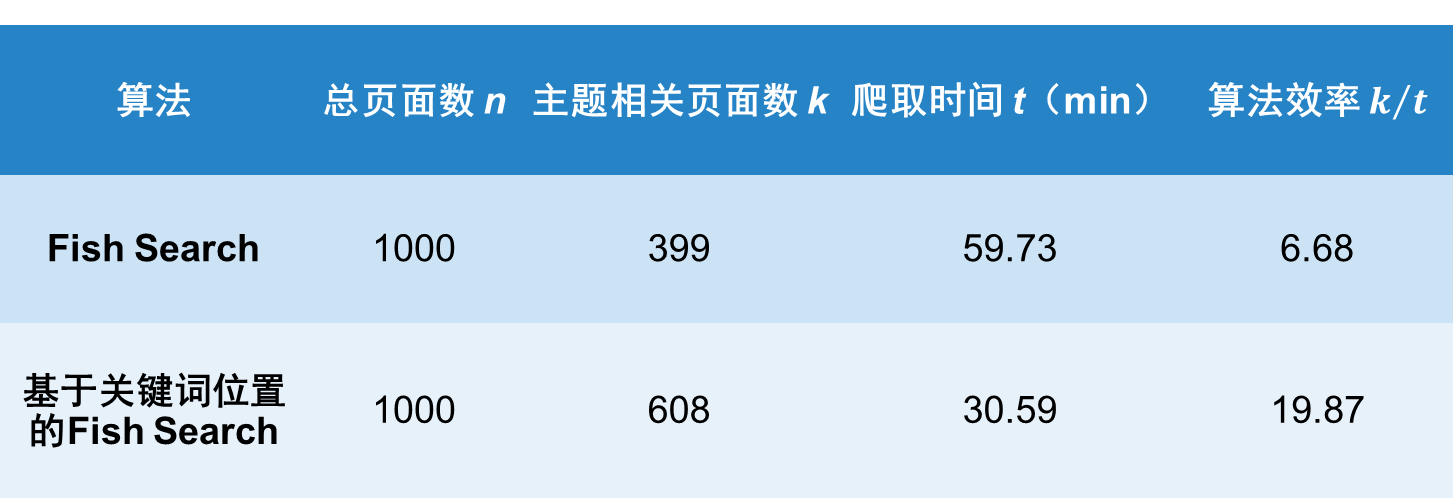 算法 总页面数 n 主题相关页面数 k 爬取时间 t（min） 算法效率 k/t
Fish Search 1000 399 59.73 6.68
基于关键词位置
的Fish Search 1000 608 30.59 19.87